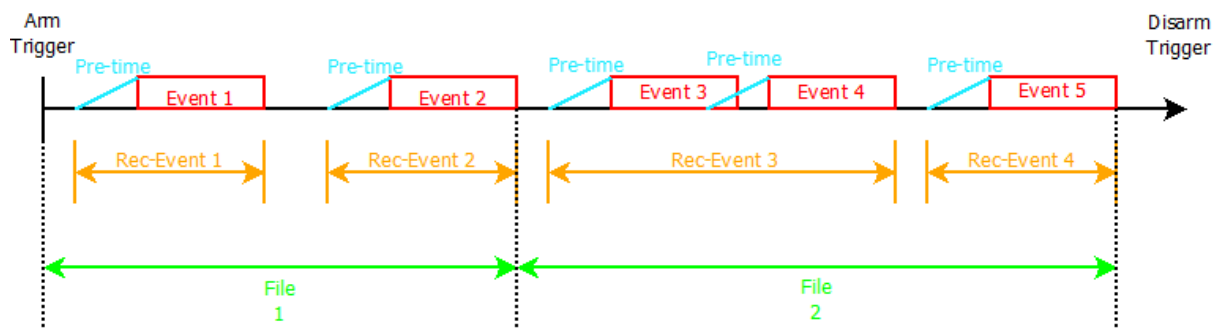 Arm
Trigger
Disarm
Trigger
Pre-time
Pre-time
Pre-time
Pre-time
Pre-time
Event 1
Event 2
Event 3
Event 4
Event 5
Rec-Event 1
Rec-Event 2
Rec-Event 3
Rec-Event 4
File
1
File
2